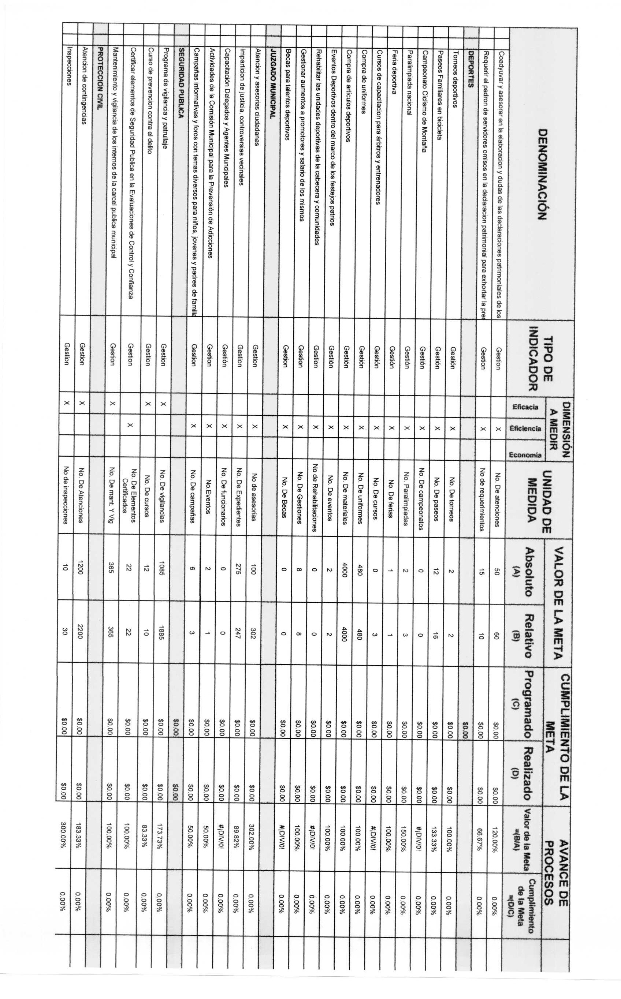 DENOMINACIÓN
TIPO DE INDICADOR
DIMENSIÓN A MEDIR
Eficacia
Eficiencia
Economía
UNIDAD DE MEDIDA
VALOR DE LA META
Absoluto (A)
Relativo (B)
CUMPLIMIENTO DE LA META
Programado (C)
Realizado (D)
AVANCE DE PROCESOS
Valor de la Meta =(B/A)
Cumplimiento de la Meta =(D/C)
Coadyuvar y asesorar en la elaboracion y dudas de las declaraciones patrimoniales de los Gestion X No. De atenciones 50 60 $0.00 $0.00 120.00% 0.00%
Requerir el padron de servidores omisos en la declaracion patrimonial para exhortar la pres Gestion X No de requerimientos 15 10 $0.00 $0.00 66.67% 0.00%
DEPORTES $0.00
Torneos deportivos Gestión X No. De torneos 2 2 $0.00 $0.00 100.00% 0.00%
Paseos Familiares en bicicleta Gestión X No. De paseos 12 16 $0.00 $0.00 133.33% 0.00%
Campeonato Ciclismo de Montaña Gestión X No. De campeonatos 0 0 $0.00 $0.00 #¡DIV/0! 0.00%
Paralimpiada nacional Gestión X No. Paralimpiadas 2 3 $0.00 $0.00 150.00% 0.00%
Feria deportiva Gestión X No. De ferias 1 1 $0.00 $0.00 100.00% 0.00%
Cursos de capacitacion para árbitros y entrenadores Gestión X No. De cursos 0 3 $0.00 $0.00 #¡DIV/0! 0.00%
Compra de uniformes Gestión X No. De uniformes 480 480 $0.00 $0.00 100.00% 0.00%
Compra de artículos deportivos Gestión X No. De materiales 4000 4000 $0.00 $0.00 100.00% 0.00%
Eventos Deportivos dentro del marco de los festejos patrios Gestión X No. De eventos 2 2 $0.00 $0.00 100.00% 0.00%
Rehabilitar las unidades deportivas de la cabecera y comunidades Gestion X No de Rehabilitaciones 0 0 $0.00 $0.00 #¡DIV/0! 0.00%
Gestionar aumentos a promotores y salario de los mismos Gestion X No. De Gestiones 8 8 $0.00 $0.00 100.00% 0.00%
Becas para talentos deportivos Gestion X No. De Becas 0 0 $0.00 $0.00 #¡DIV/0! 0.00%
JUZGADO MUNICIPAL
Atencion y asesorias ciudadanas Gestion X No de asesorias 100 302 $0.00 $0.00 302.00% 0.00%
Imparticion de justicia, controversias vecinales Gestion X No. De Expedientes 275 247 $0.00 $0.00 89.82% 0.00%
Capacitación Delegados y Agentes Muncipales Gestión X No. De funcionarios 0 0 $0.00 $0.00 #¡DIV/0! 0.00%
Actividades de la Comisión Municipal para la Prevensión de Adicciones Gestion X No.Eventos 2 1 $0.00 $0.00 50.00% 0.00%
Campañas informativas y foros con temas diversos para niños, jovenes y padres de familia Gestion X No. De campañas 6 3 $0.00 $0.00 50.00% 0.00%
SEGURIDAD PUBLICA $0.00 $0.00
Programa de vigilancia y patrullaje Gestion X No. De vigilancias 1085 1885 $0.00 $0.00 173.73% 0.00%
Curso de prevencion contra el delito Gestion X No. De cursos 12 10 $0.00 $0.00 83.33% 0.00%
Certificar elementos de Seguridad Publica en la Evaluaciones de Control y Confianza Gestion X No. De Elementos Certificados 22 22 $0.00 $0.00 100.00% 0.00%
Mantenimiento y vigilancia de los internos de la carcel publica municipal Gestion X No. De mant. Y Vig 365 365 $0.00 $0.00 100.00% 0.00%
PROTECCION CIVIL
Atencion de contingencias Gestion X No. De Atenciones 1200 2200 $0.00 $0.00 183.33% 0.00%
Inspecciones Gestion X No de inspecciones 10 30 $0.00 $0.00 300.00% 0.00%